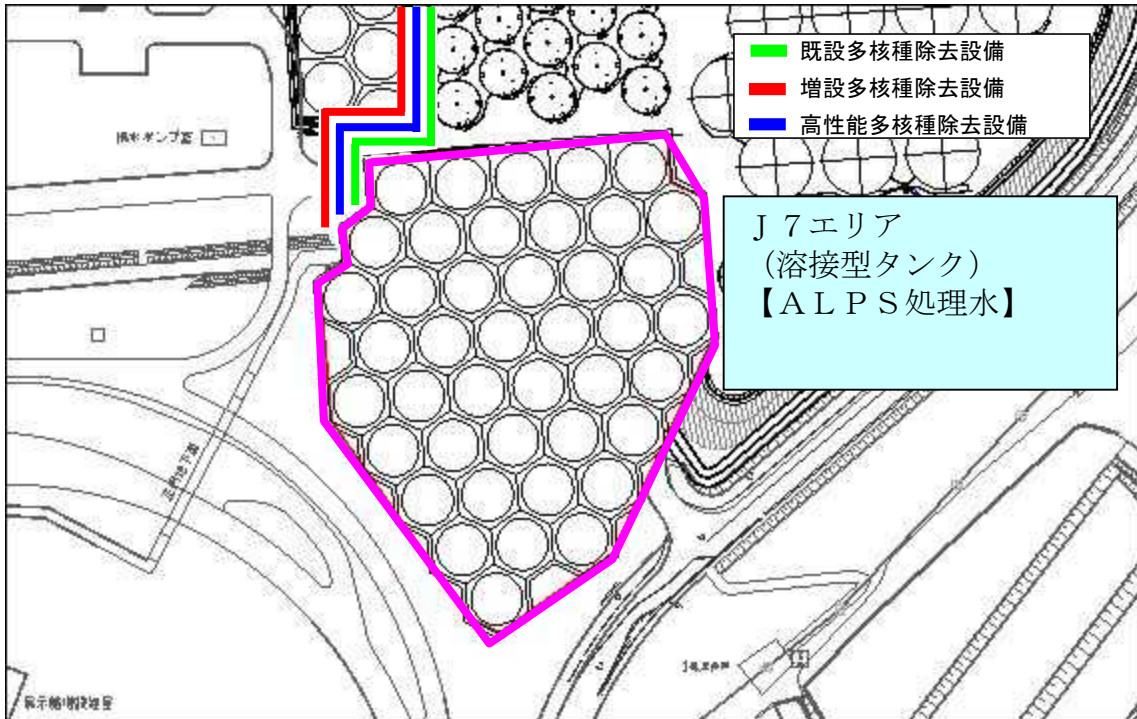 既設多核種除去設備
増設多核種除去設備
高性能多核種除去設備
Ｊ７エリア
（溶接型タンク）
【ＡＬＰＳ処理水】